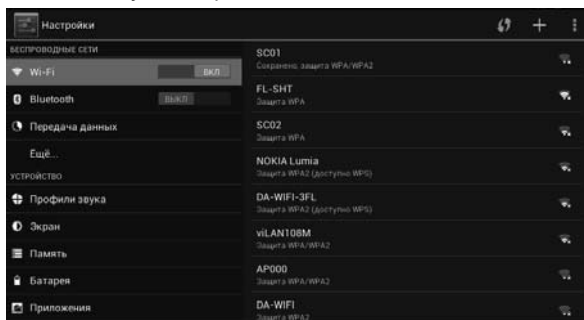 Настройки
БЕСПРОВОДНЫЕ СЕТИ
Wi-Fi
ВКЛ
Bluetooth
ВЫКЛ
Передача данных
Ещё...
УСТРОЙСТВО
Профили звука
Экран
Память
Батарея
Приложения
SC01
Сохранено, защита WPA/WPA2
FL-SHT
Защита WPA
SC02
Защита WPA
NOKIA Lumia
Защита WPA2 (доступно WPS)
DA-WIFI-3FL
Защита WPA2 (доступно WPS)
viLAN108M
Защита WPA/WPA2
AP000
Защита WPA/WPA2
DA-WIFI
Защита WPA2